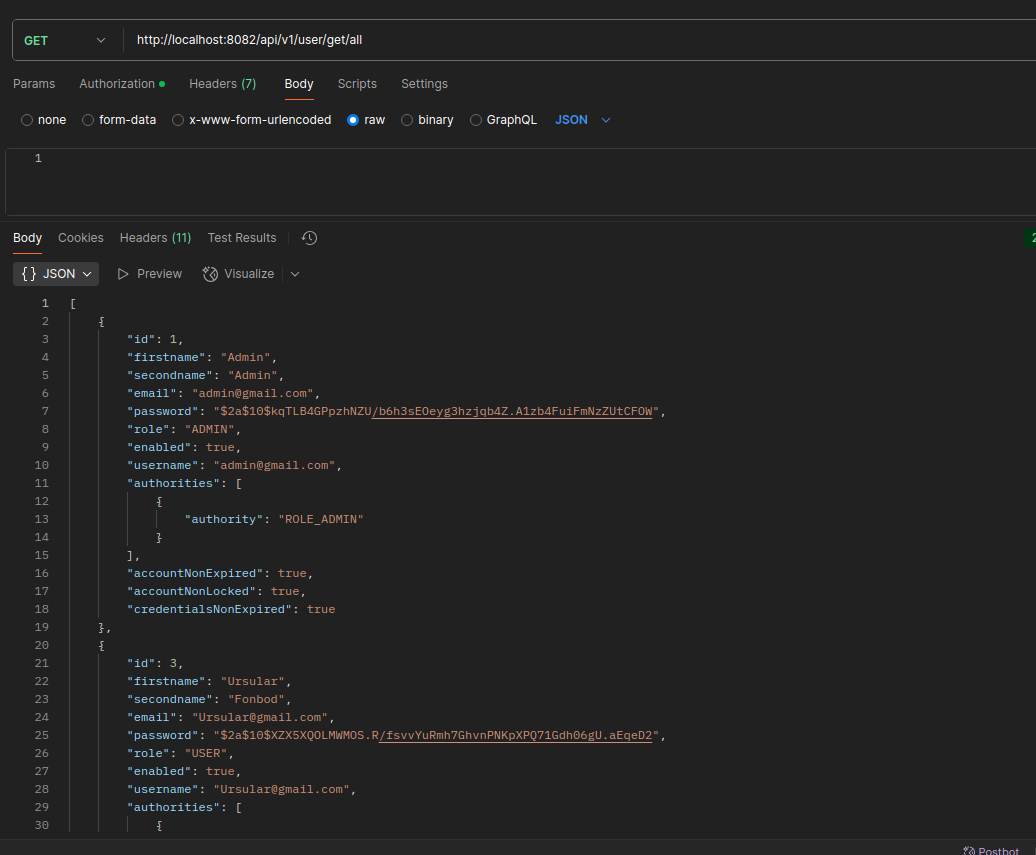 GET http://localhost:8082/api/v1/user/get/all
Params Authorization Headers (7) Body Scripts Settings
none form-data x-www-form-urlencoded raw binary GraphQL JSON
1
Body Cookies Headers (11) Test Results 2
{} JSON Preview Visualize
1 [
2 {
3 "id": 1,
4 "firstname": "Admin",
5 "secondname": "Admin",
6 "email": "admin@gmail.com",
7 "password": "$2a$10$kqTLB4GPpzhNZU/b6h3sEOeyg3hzjqb4Z.A1zb4FuiFmNzZUtCFOW",
8 "role": "ADMIN",
9 "enabled": true,
10 "username": "admin@gmail.com",
11 "authorities": [
12 {
13 "authority": "ROLE_ADMIN"
14 }
15 ],
16 "accountNonExpired": true,
17 "accountNonLocked": true,
18 "credentialsNonExpired": true
19 },
20 {
21 "id": 3,
22 "firstname": "Ursular",
23 "secondname": "Fonbod",
24 "email": "Ursular@gmail.com",
25 "password": "$2a$10$XZX5XQOLMWMOS.R/fsvvYuRmh7GhvnPNKpXPQ71Gdh06gU.aEqeD2",
26 "role": "USER",
27 "enabled": true,
28 "username": "Ursular@gmail.com",
29 "authorities": [
30 {
Postbot